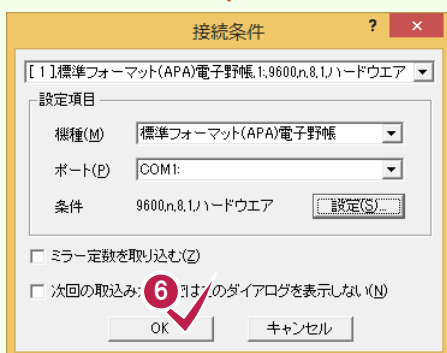 接続条件
? ×
[ 1 ]標準フォーマット(APA)電子野帳,1:,9600,n,8,1,ハードウエア
設定項目
機種(M) 標準フォーマット(APA)電子野帳
ポート(P) COM1:
条件 9600,n,8,1,ハードウエア 設定(S)...
ミラー定数を取り込む(Z)
次回の取込み はこのダイアログを表示しない(N)
6
OK キャンセル